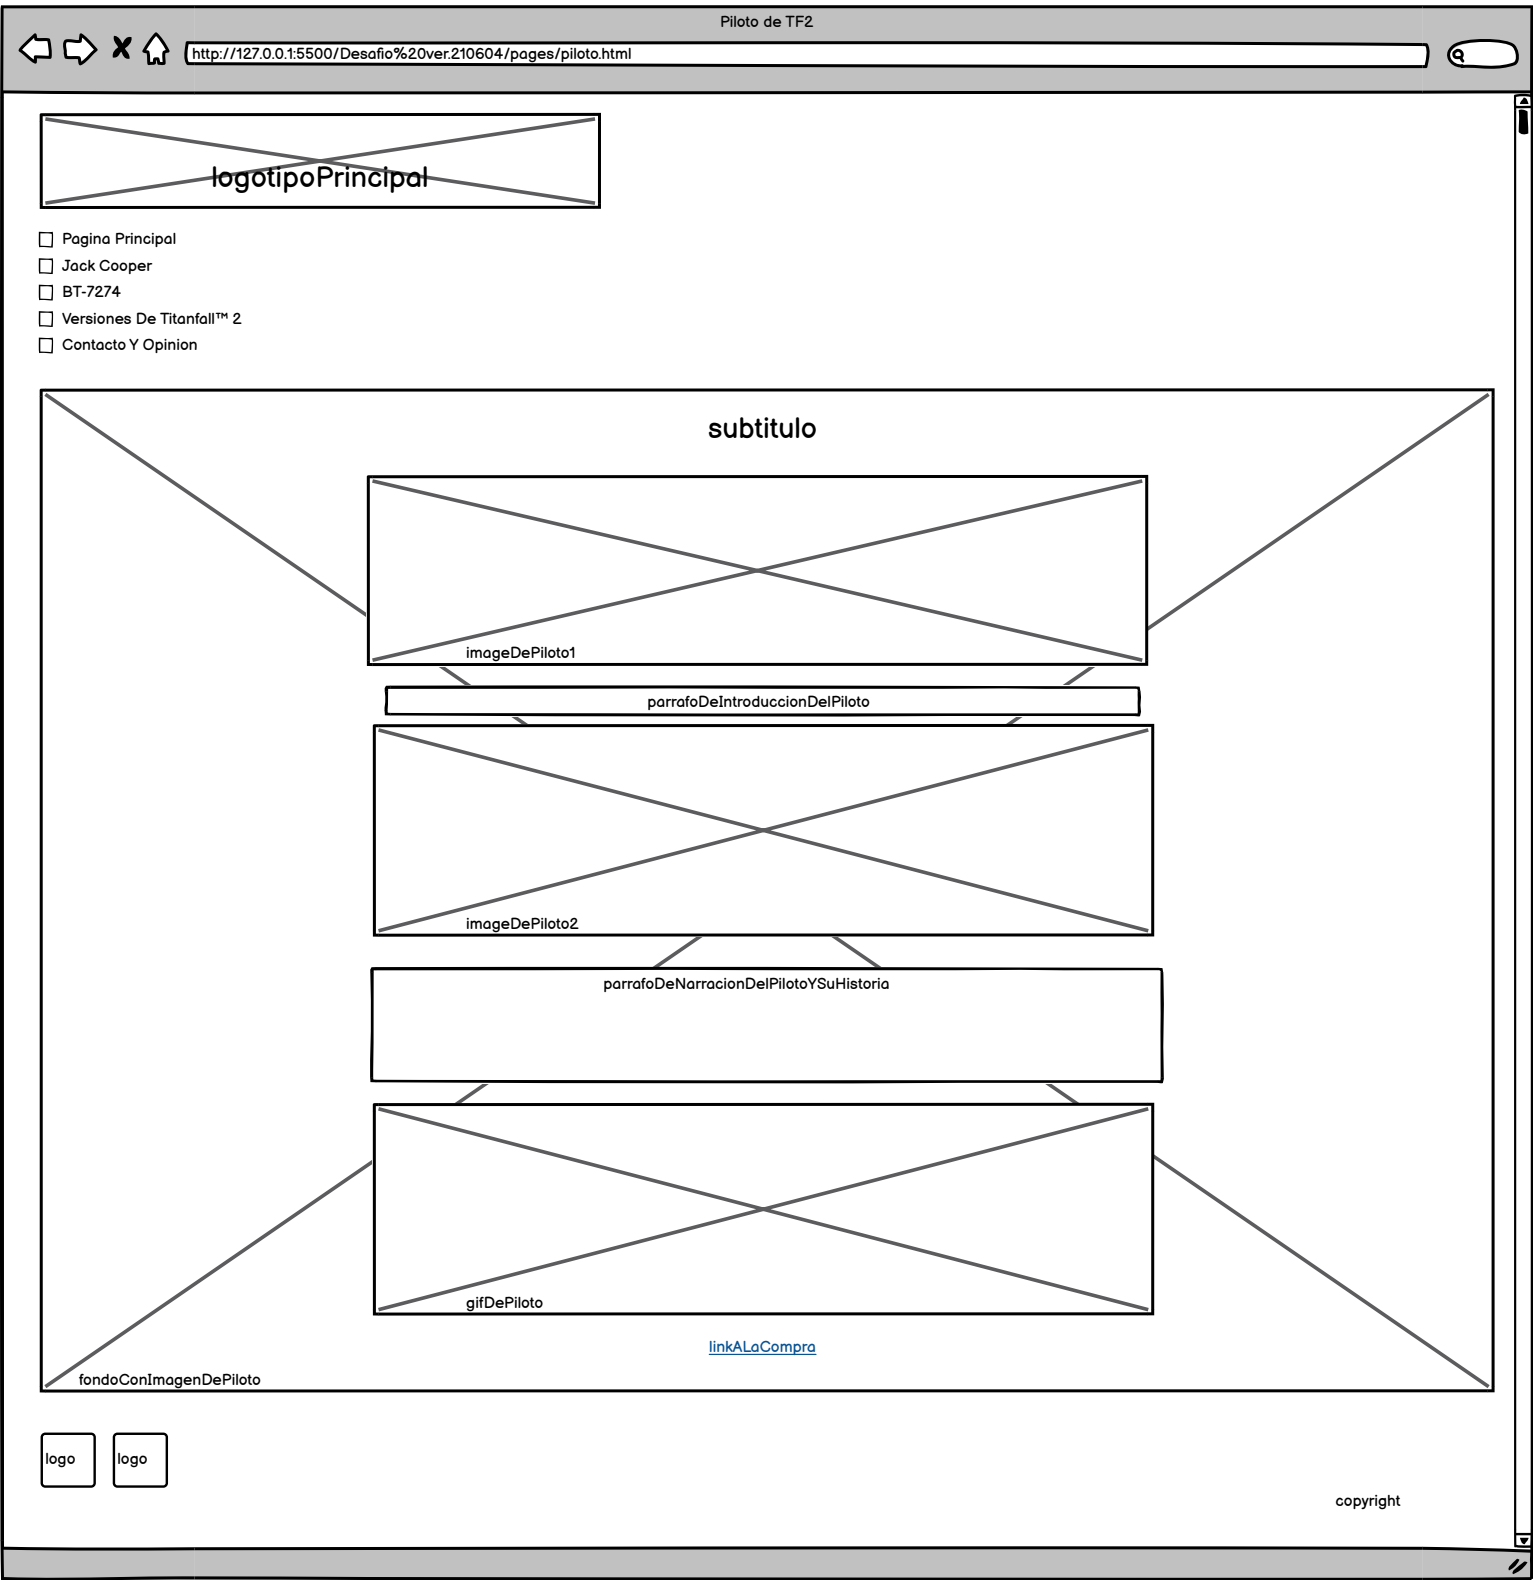 Piloto de TF2
http://127.0.0.1:5500/Desafio%20ver.210604/pages/piloto.html
logotipoPrincipal
Pagina Principal
Jack Cooper
BT-7274
Versiones De Titanfall™ 2
Contacto Y Opinion
subtitulo
imageDePiloto1
parrafoDeIntroduccionDelPiloto
imageDePiloto2
parrafoDeNarracionDelPilotoYSuHistoria
gifDePiloto
linkALaCompra
fondoConImagenDePiloto
logo logo
copyright